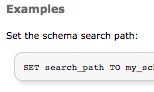 Examples
Set the schema search path:
SET search_path TO my_sch